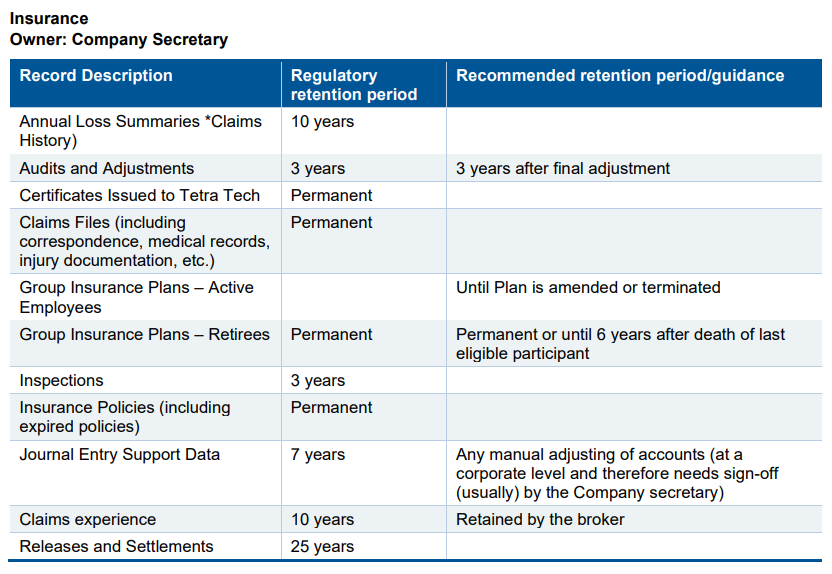 Insurance
Owner: Company Secretary
Record Description
Regulatory
retention period
Recommended retention period/guidance
Annual Loss Summaries *Claims
History)
10 years
Audits and Adjustments
3 years
3 years after final adjustment
Certificates Issued to Tetra Tech
Permanent
Claims Files (including
correspondence, medical records,
injury documentation, etc.)
Permanent
Group Insurance Plans – Active
Employees
Until Plan is amended or terminated
Group Insurance Plans – Retirees
Permanent
Permanent or until 6 years after death of last
eligible participant
Inspections
3 years
Insurance Policies (including
expired policies)
Permanent
Journal Entry Support Data
7 years
Any manual adjusting of accounts (at a
corporate level and therefore needs sign-off
(usually) by the Company secretary)
Claims experience
10 years
Retained by the broker
Releases and Settlements
25 years